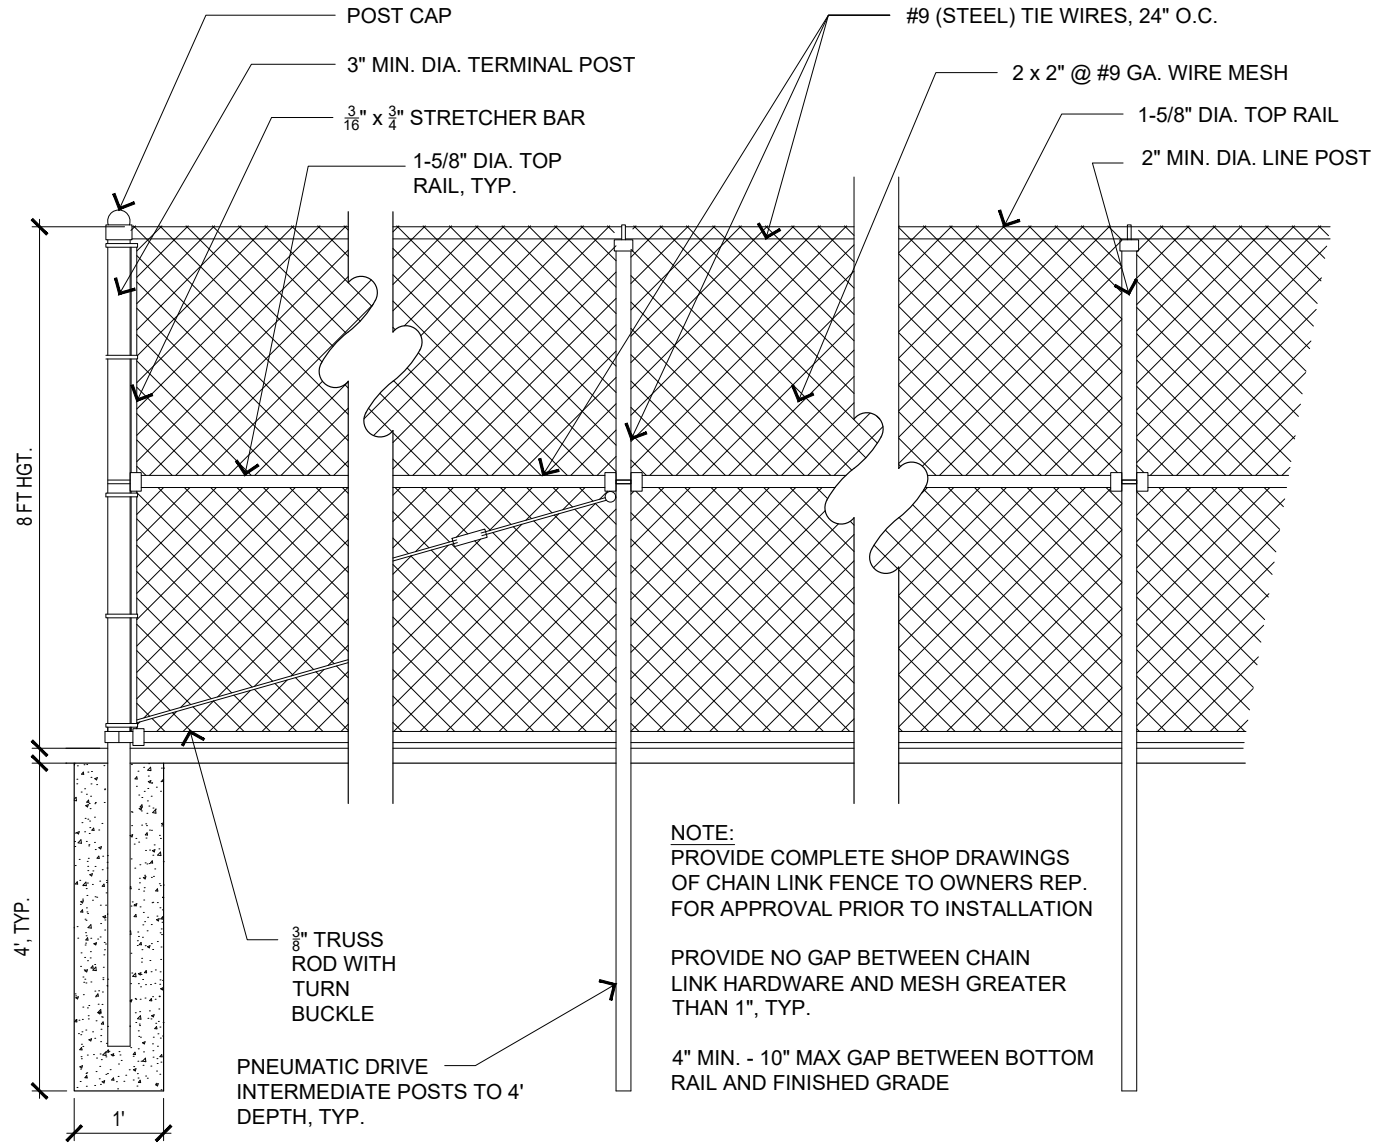 POST CAP
3" MIN. DIA. TERMINAL POST
3/16" x 3/4" STRETCHER BAR
1-5/8" DIA. TOP
RAIL, TYP.
#9 (STEEL) TIE WIRES, 24" O.C.
2 x 2" @ #9 GA. WIRE MESH
1-5/8" DIA. TOP RAIL
2" MIN. DIA. LINE POST
8 FT HGT.
4', TYP.
1'
3/8" TRUSS
ROD WITH
TURN
BUCKLE
PNEUMATIC DRIVE
INTERMEDIATE POSTS TO 4'
DEPTH, TYP.
NOTE:
PROVIDE COMPLETE SHOP DRAWINGS
OF CHAIN LINK FENCE TO OWNERS REP.
FOR APPROVAL PRIOR TO INSTALLATION
PROVIDE NO GAP BETWEEN CHAIN
LINK HARDWARE AND MESH GREATER
THAN 1", TYP.
4" MIN. - 10" MAX GAP BETWEEN BOTTOM
RAIL AND FINISHED GRADE